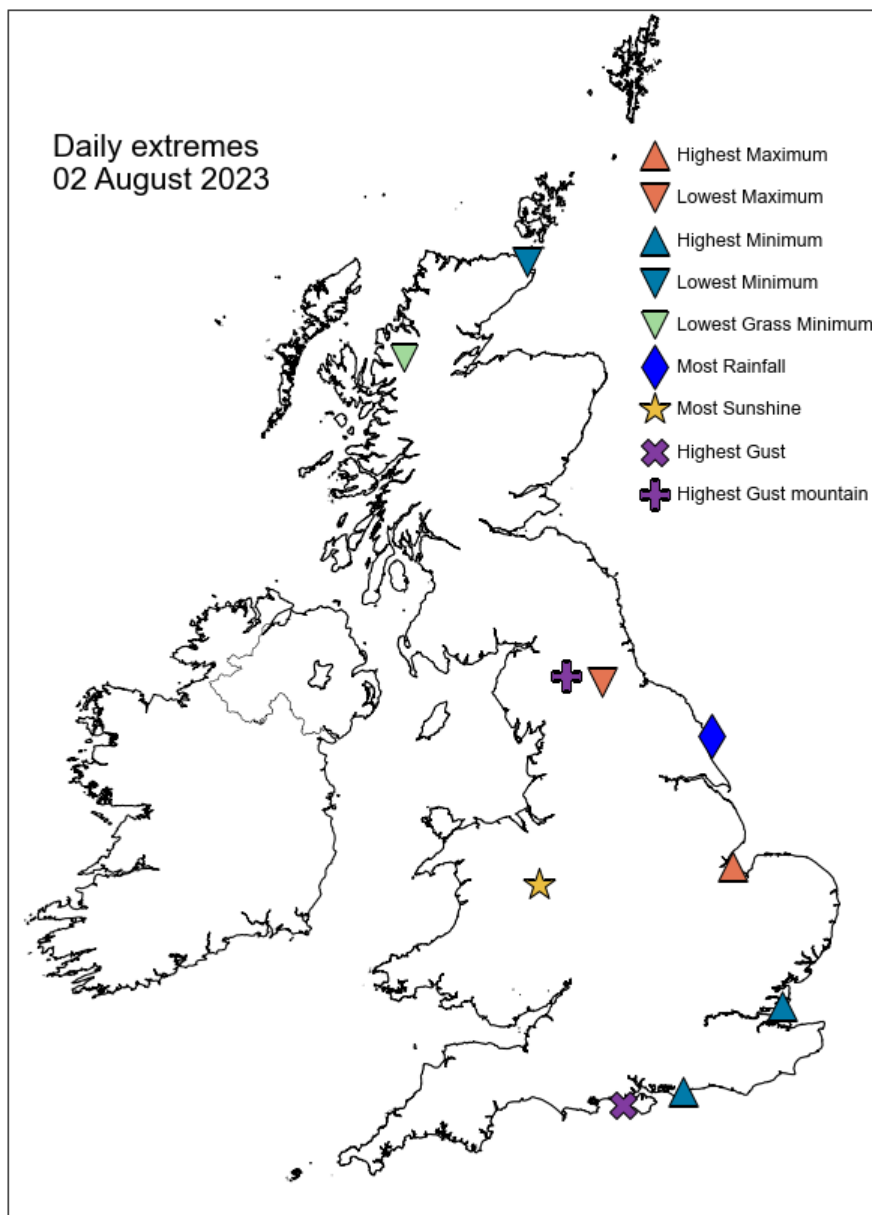 Daily extremes
02 August 2023
Highest Maximum
Lowest Maximum
Highest Minimum
Lowest Minimum
Lowest Grass Minimum
Most Rainfall
Most Sunshine
Highest Gust
Highest Gust mountain